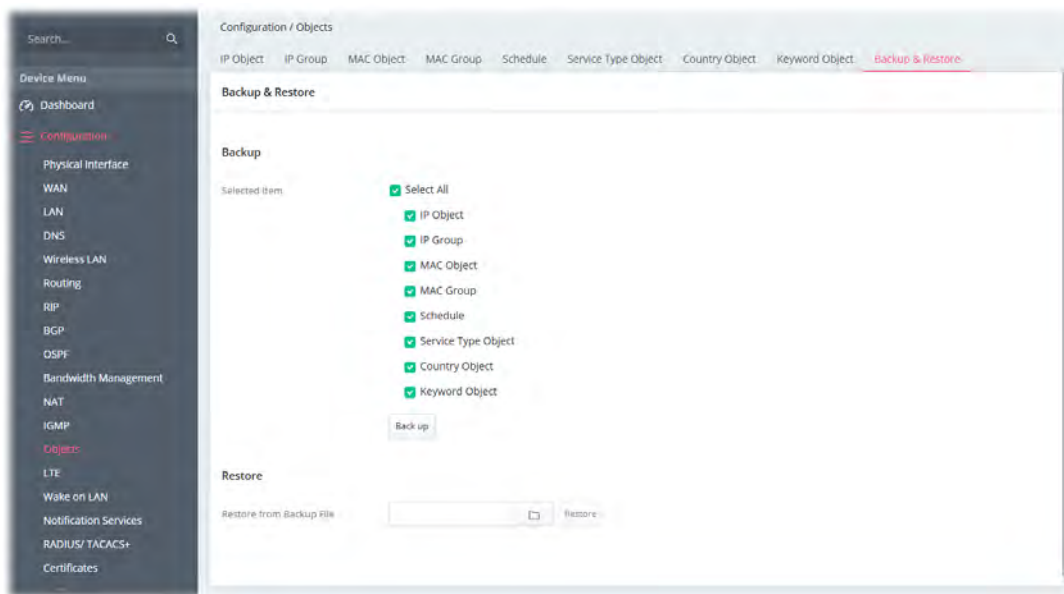 Search...
Device Menu
Dashboard
Configuration
Physical Interface
WAN
LAN
DNS
Wireless LAN
Routing
RIP
BGP
OSPF
Bandwidth Management
NAT
IGMP
Objects
LTE
Wake on LAN
Notification Services
RADIUS/ TACACS+
Certificates
Configuration / Objects
IP Object IP Group MAC Object MAC Group Schedule Service Type Object Country Object Keyword Object Backup & Restore
Backup & Restore
Backup
Selected Item
Select All
IP Object
IP Group
MAC Object
MAC Group
Schedule
Service Type Object
Country Object
Keyword Object
Back up
Restore
Restore from Backup File Restore